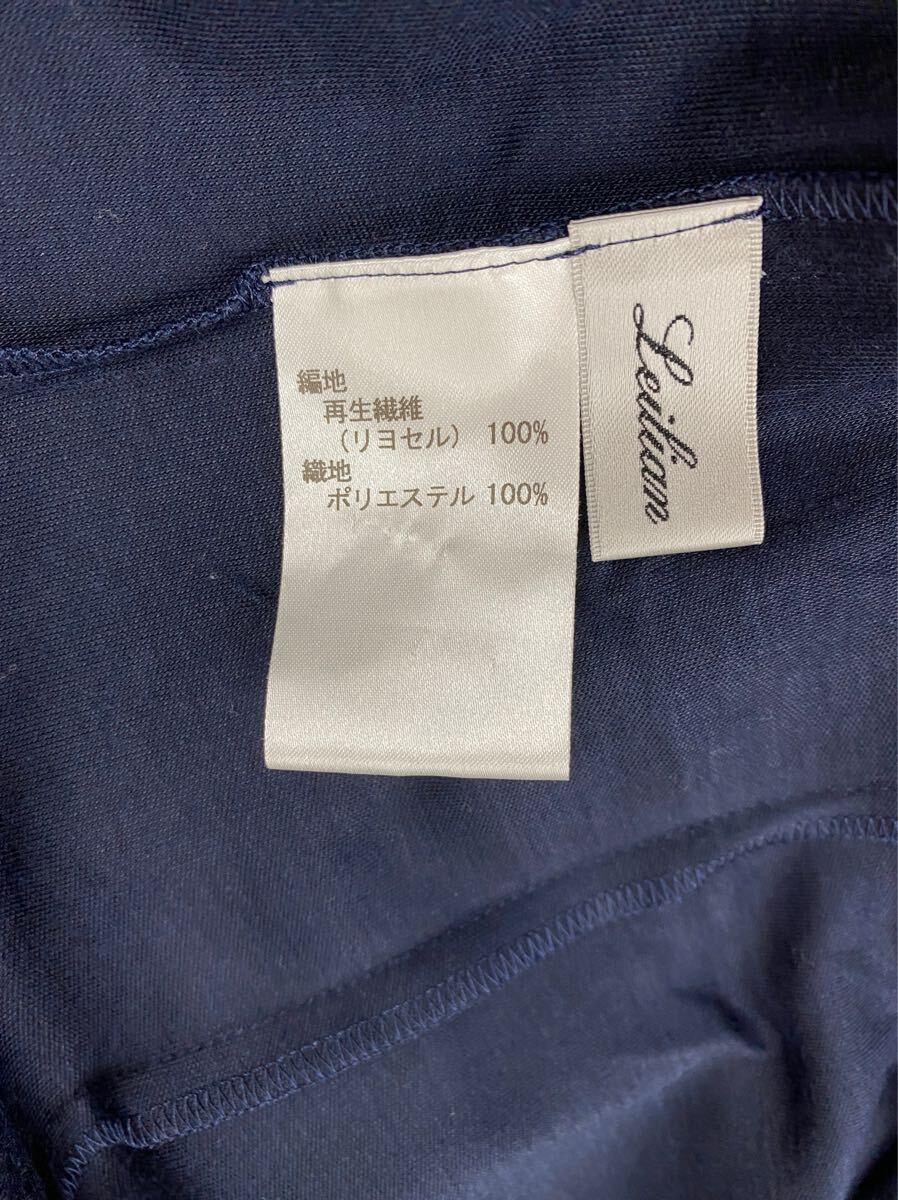 編地
再生繊維
(リヨセル) 100%
織地
ポリエステル 100%
Leilian